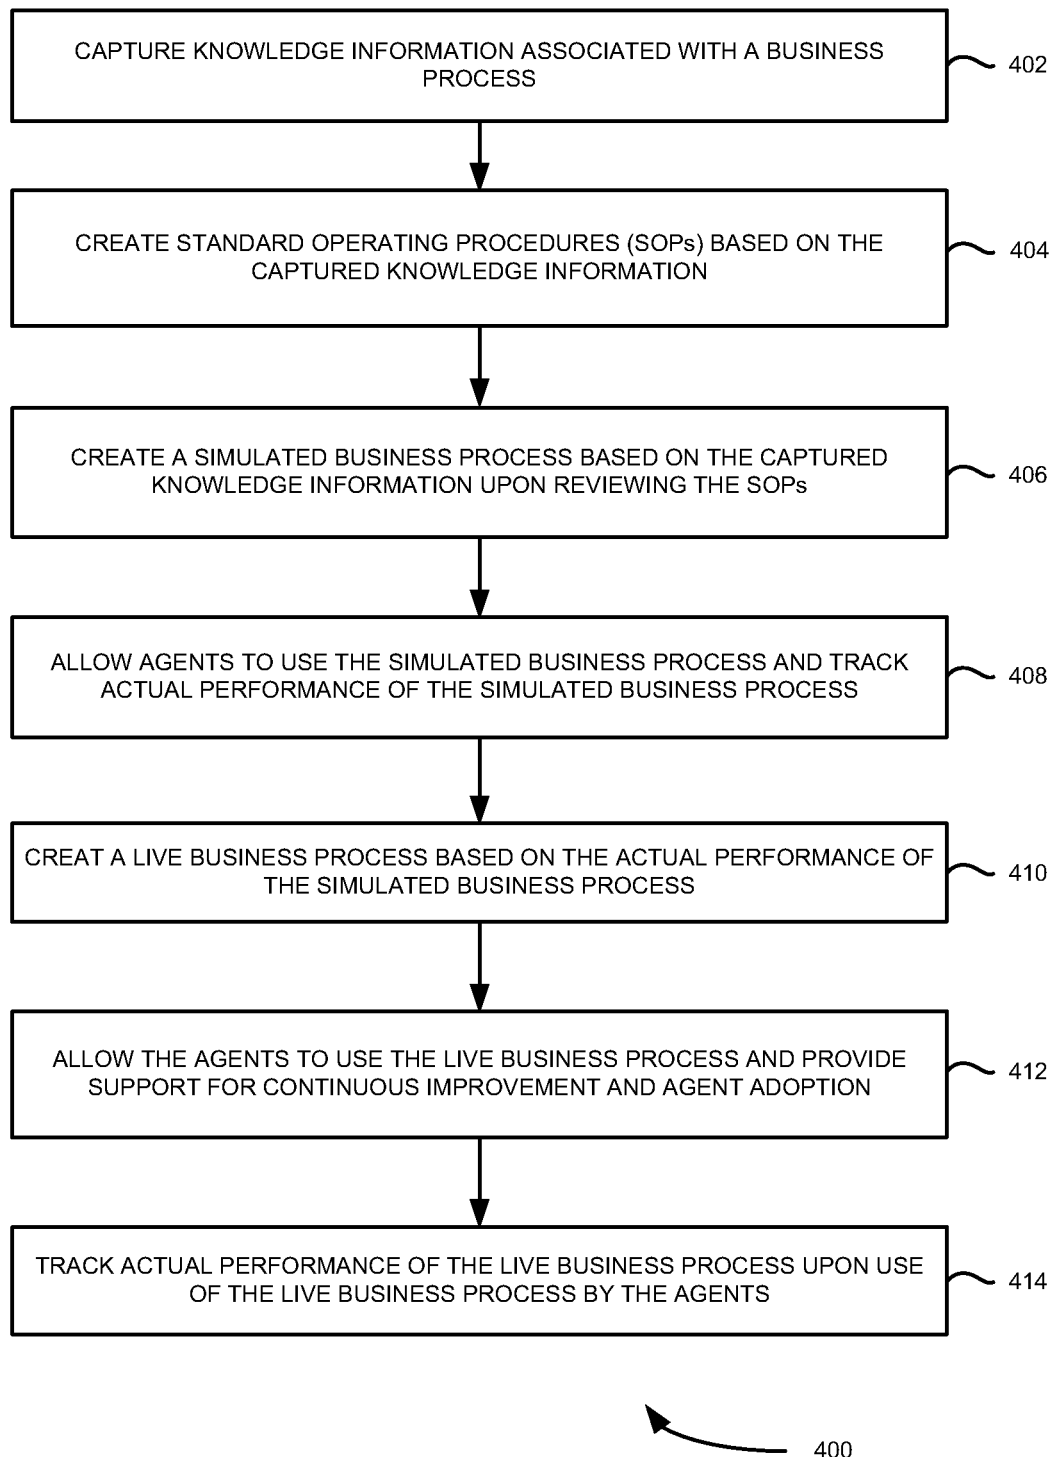 CAPTURE KNOWLEDGE INFORMATION ASSOCIATED WITH A BUSINESS
PROCESS
402
CREATE STANDARD OPERATING PROCEDURES (SOPs) BASED ON THE
CAPTURED KNOWLEDGE INFORMATION
404
CREATE A SIMULATED BUSINESS PROCESS BASED ON THE CAPTURED
KNOWLEDGE INFORMATION UPON REVIEWING THE SOPs
406
ALLOW AGENTS TO USE THE SIMULATED BUSINESS PROCESS AND TRACK
ACTUAL PERFORMANCE OF THE SIMULATED BUSINESS PROCESS
408
CREAT A LIVE BUSINESS PROCESS BASED ON THE ACTUAL PERFORMANCE OF
THE SIMULATED BUSINESS PROCESS
410
ALLOW THE AGENTS TO USE THE LIVE BUSINESS PROCESS AND PROVIDE
SUPPORT FOR CONTINUOUS IMPROVEMENT AND AGENT ADOPTION
412
TRACK ACTUAL PERFORMANCE OF THE LIVE BUSINESS PROCESS UPON USE
OF THE LIVE BUSINESS PROCESS BY THE AGENTS
414
400